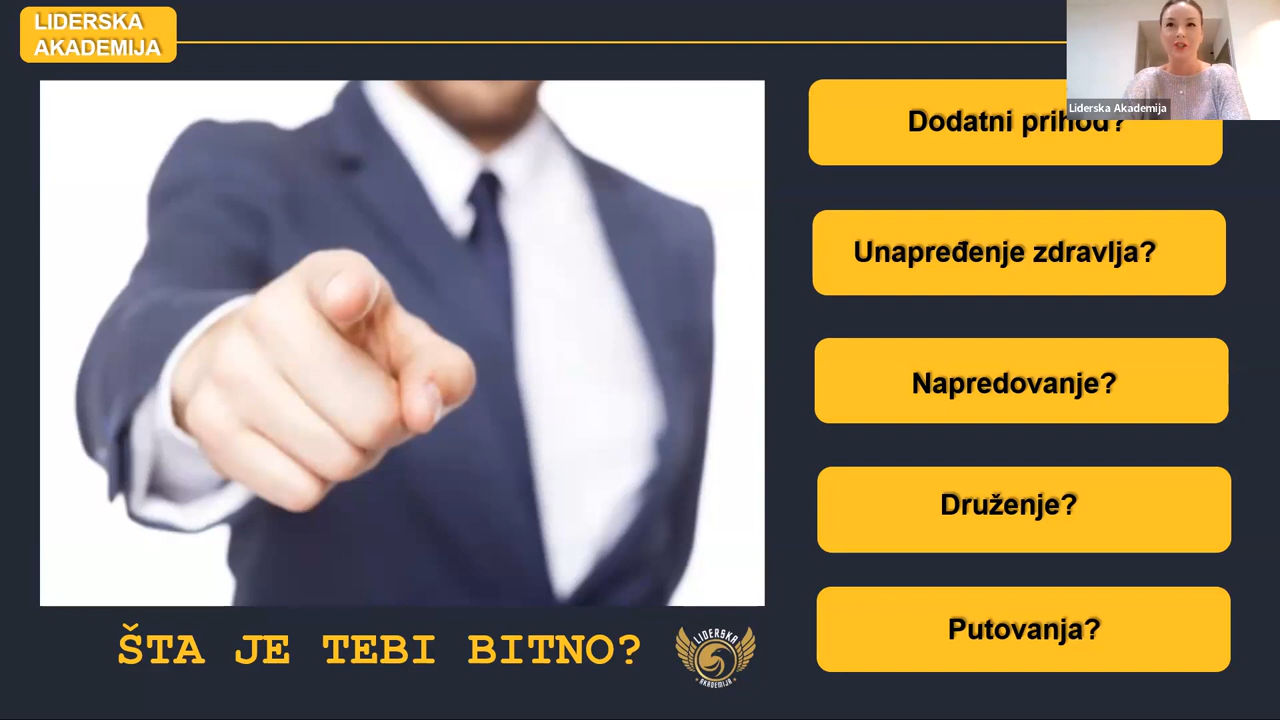 LIDERSKA
AKADEMIJA
Liderska Akademija
Dodatni prihod?
Unapređenje zdravlja?
Napredovanje?
Druženje?
Putovanja?
ŠTA JE TEBI BITNO?
LIDERSKA
AKADEMIJA